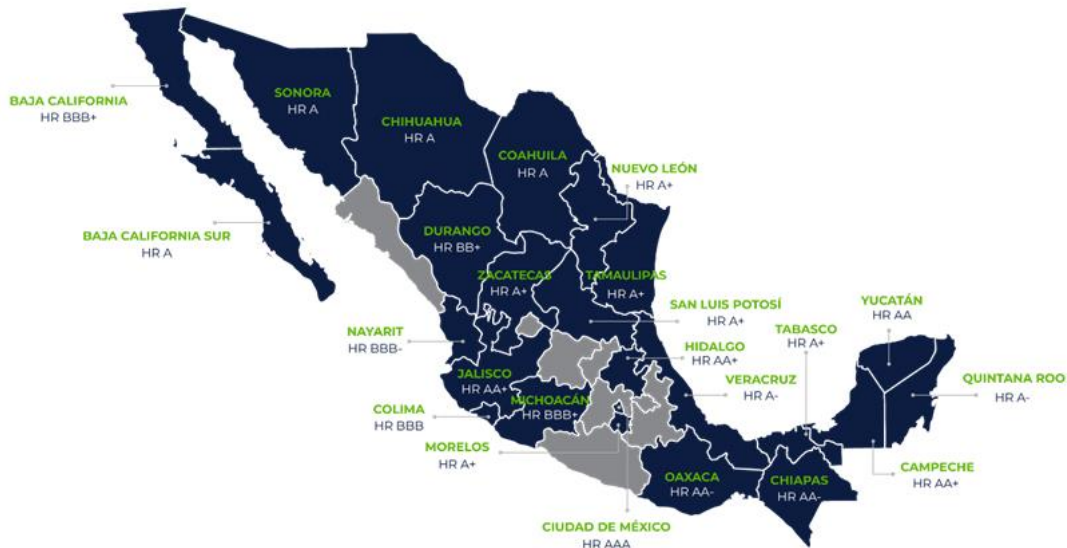 BAJA CALIFORNIA
HR BBB+
SONORA
HR A
CHIHUAHUA
HR A
COAHUILA
HR A
NUEVO LEÓN
HR A+
BAJA CALIFORNIA SUR
HR A
DURANGO
HR BB+
ZACATECAS
HR A+
TAMAULIPAS
HR A+
SAN LUIS POTOSÍ
HR A+
YUCATÁN
HR AA
TABASCO
HR A+
NAYARIT
HR BBB-
HIDALGO
HR AA+
JALISCO
HR AA+
VERACRUZ
HR A-
QUINTANA ROO
HR A-
MICHOACÁN
HR BBB+
COLIMA
HR BBB
MORELOS
HR A+
OAXACA
HR AA-
CHIAPAS
HR AA-
CAMPECHE
HR AA+
CIUDAD DE MÉXICO
HR AAA